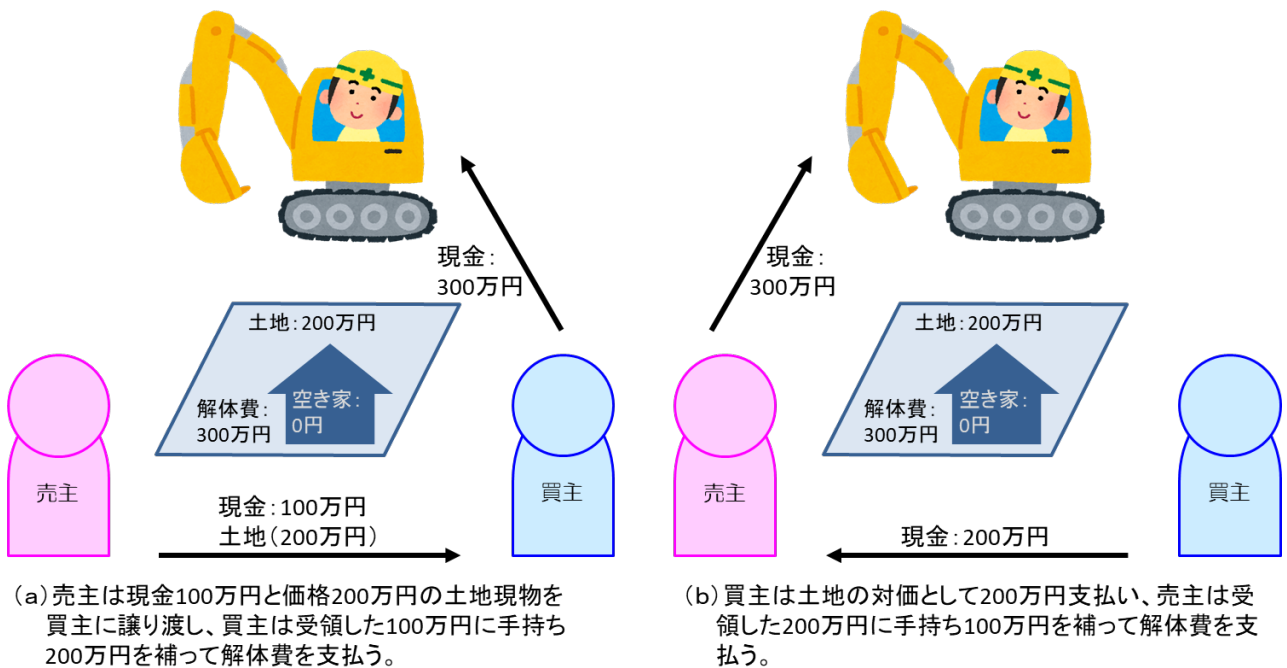 現金：
300万円
土地：200万円
空き家：
0円
解体費：
300万円
売主
買主
現金：100万円
土地（200万円）
（a）売主は現金100万円と価格200万円の土地現物を
買主に譲り渡し、買主は受領した100万円に手持ち
200万円を補って解体費を支払う。
現金：
300万円
土地：200万円
空き家：
0円
解体費：
300万円
売主
買主
現金：200万円
（b）買主は土地の対価として200万円支払い、売主は受
領した200万円に手持ち100万円を補って解体費を支
払う。